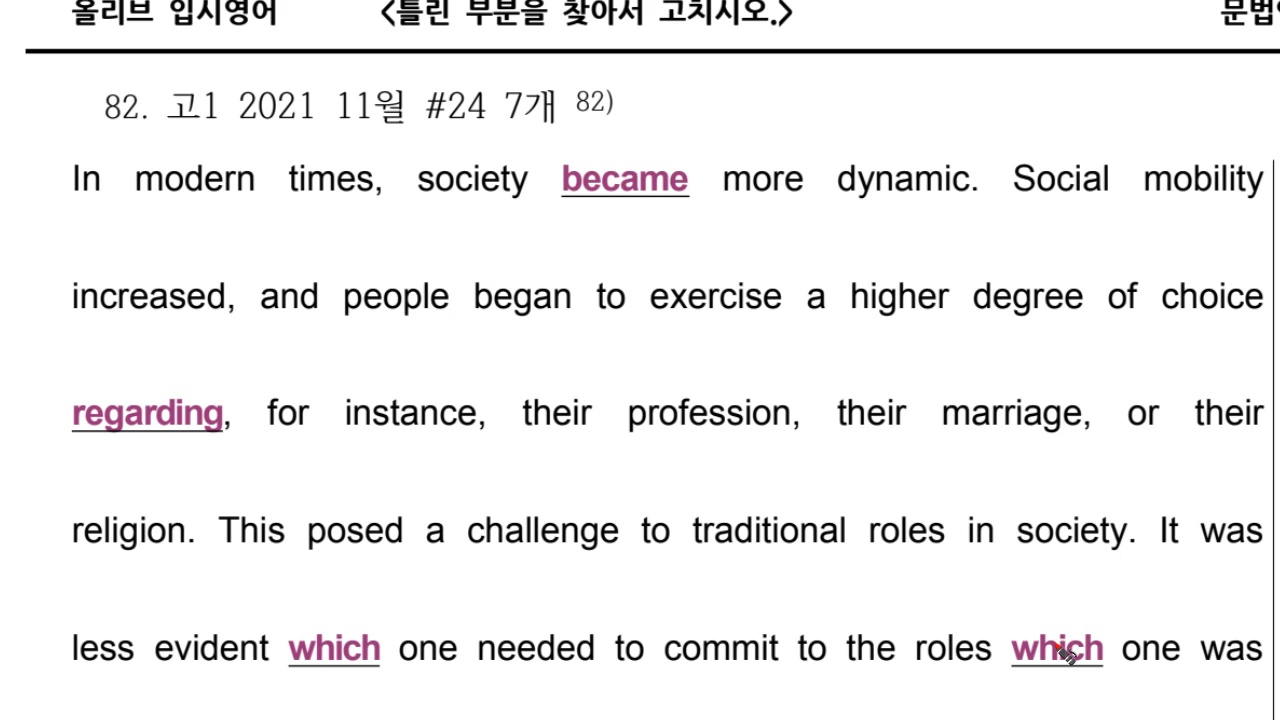 올리브 입시영어 <틀린 부분을 찾아서 고치시오.>
82. 고1 2021 11월 #24 7개 82)
In modern times, society became more dynamic. Social mobility
increased, and people began to exercise a higher degree of choice
regarding, for instance, their profession, their marriage, or their
religion. This posed a challenge to traditional roles in society. It was
less evident which one needed to commit to the roles which one was